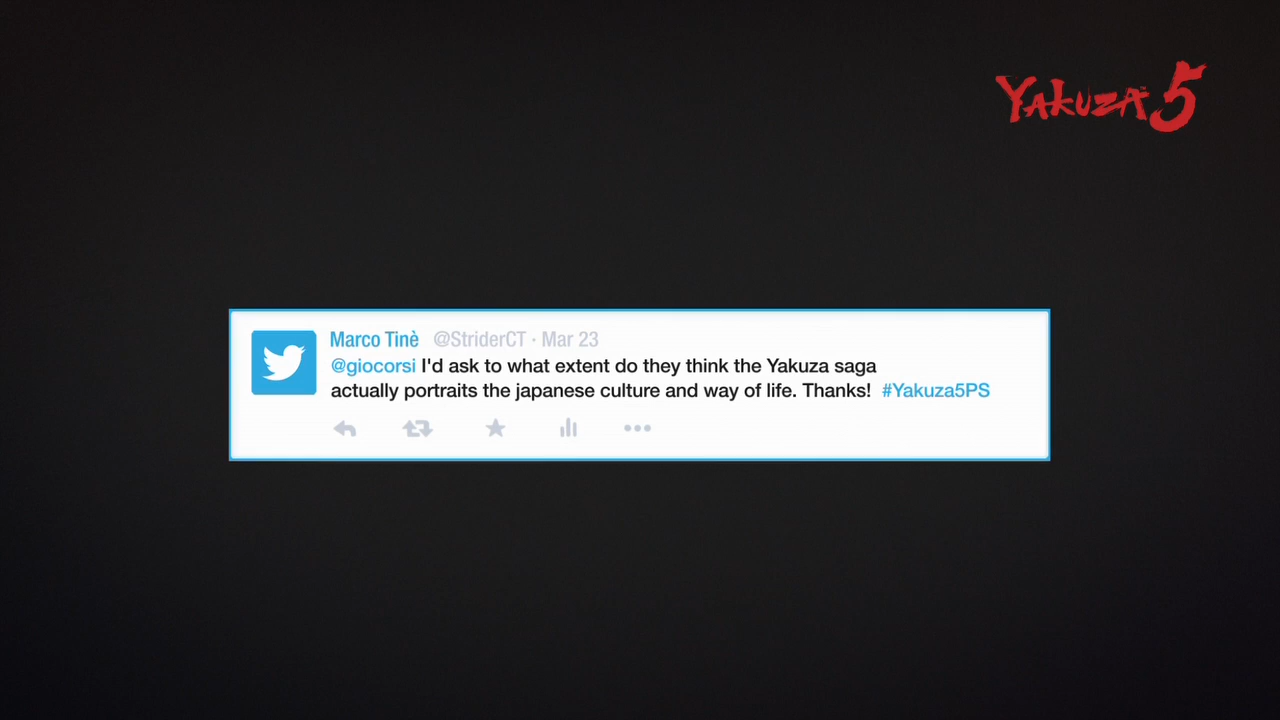 Yakuza 5
Marco Tinè @StriderCT · Mar 23
@giocorsi I'd ask to what extent do they think the Yakuza saga
actually portraits the japanese culture and way of life. Thanks! #Yakuza5PS